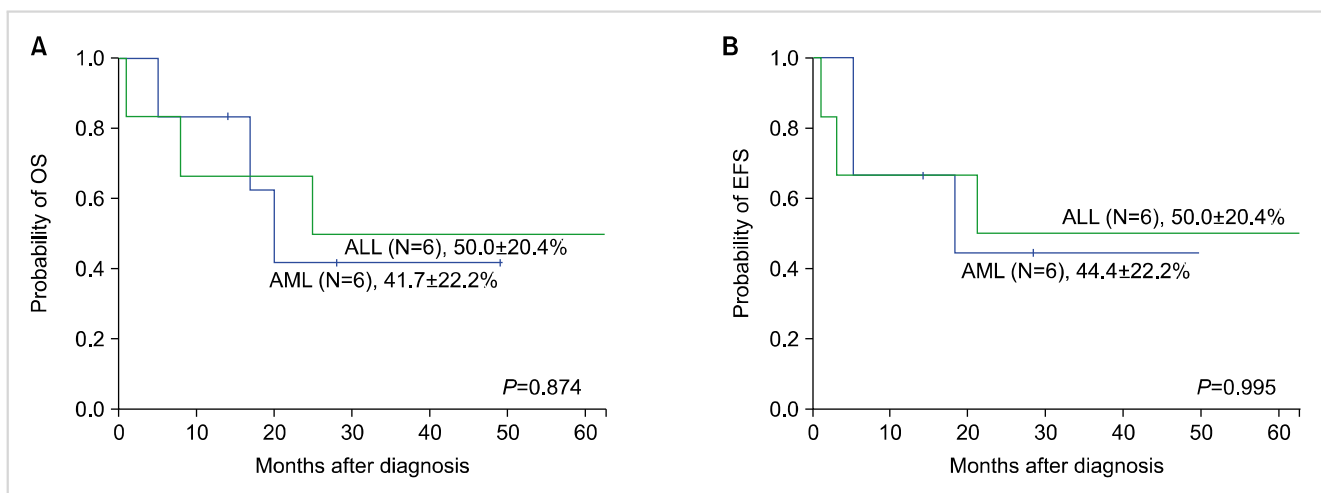 A
Probability of OS
1.0
0.8
0.6
0.4
0.2
0.0
ALL (N=6), 50.0±20.4%
AML (N=6), 41.7±22.2%
P=0.874
0 10 20 30 40 50 60
Months after diagnosis
B
Probability of EFS
1.0
0.8
0.6
0.4
0.2
0.0
ALL (N=6), 50.0±20.4%
AML (N=6), 44.4±22.2%
P=0.995
0 10 20 30 40 50 60
Months after diagnosis